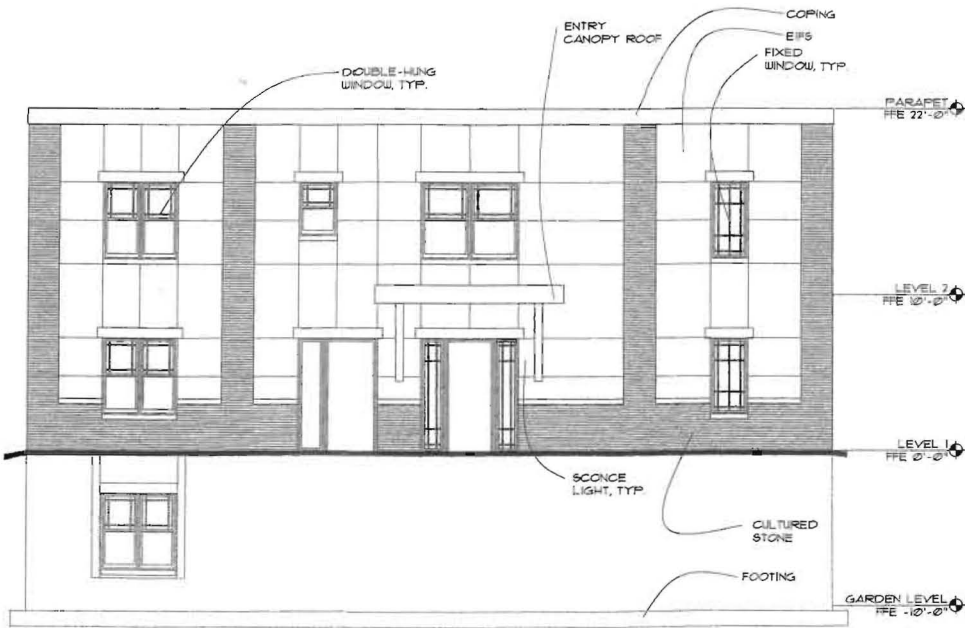 COPING
ENTRY
CANOPY ROOF
EIFS
FIXED
WINDOW, TYP.
DOUBLE-HUNG
WINDOW, TYP.
PARAPET
FFE 22'-0"
LEVEL 2
FFE 10'-0"
LEVEL 1
FFE 0'-0"
SCONCE
LIGHT, TYP.
CULTURED
STONE
FOOTING
GARDEN LEVEL
FFE -10'-0"